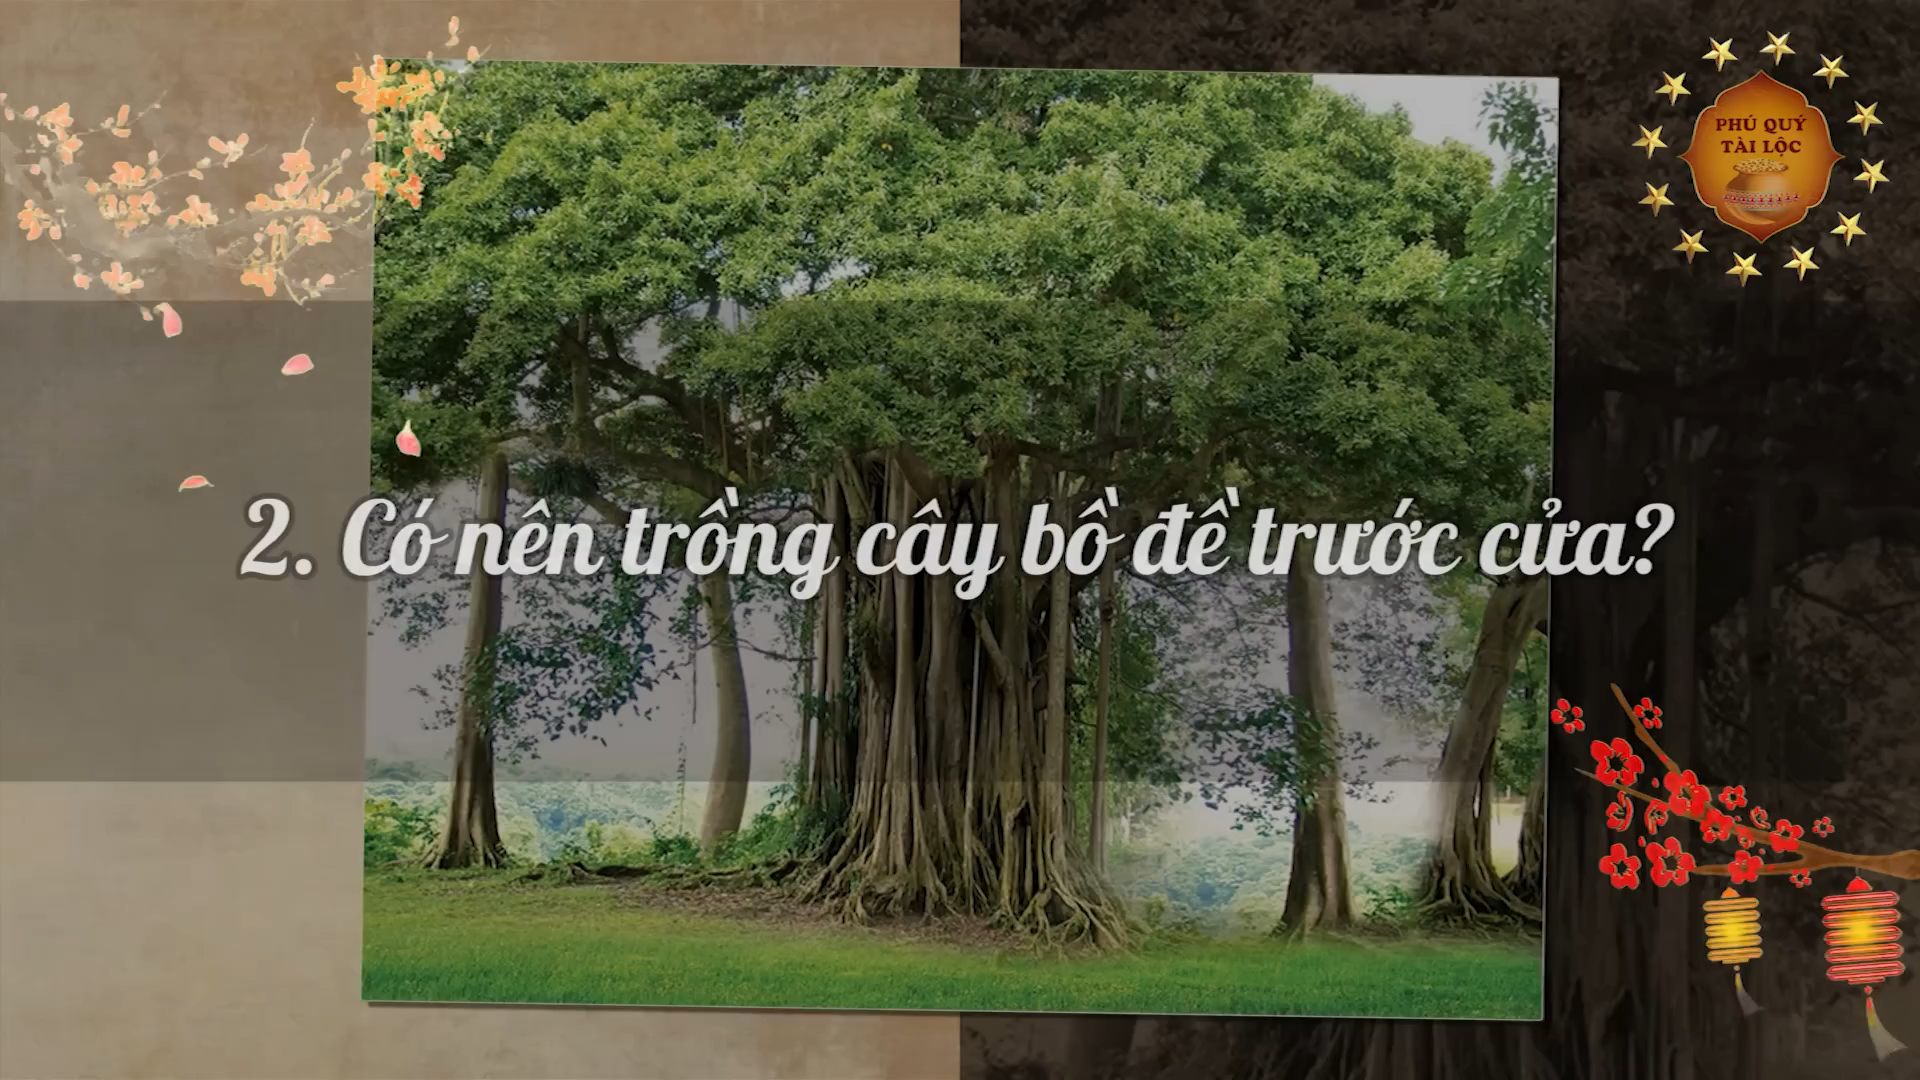 PHÚ QUÝ
TÀI LỘC
2. Có nên trồng cây bồ đề trước cửa?